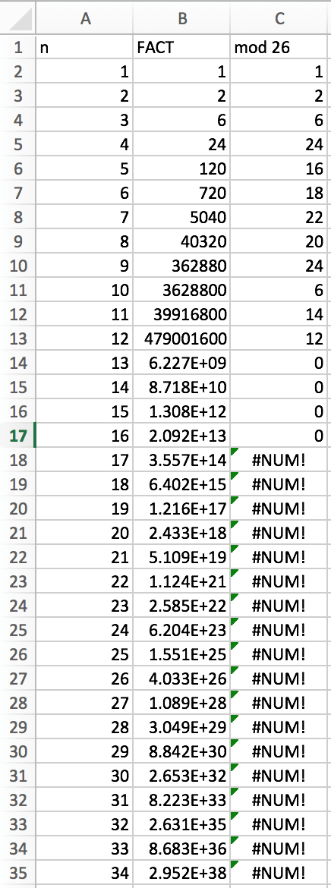 A B C
1 n FACT mod 26
2 1 1 1
3 2 2 2
4 3 6 6
5 4 24 24
6 5 120 16
7 6 720 18
8 7 5040 22
9 8 40320 20
10 9 362880 24
11 10 3628800 6
12 11 39916800 14
13 12 479001600 12
14 13 6.227E+09 0
15 14 8.718E+10 0
16 15 1.308E+12 0
17 16 2.092E+13 0
18 17 3.557E+14 #NUM!
19 18 6.402E+15 #NUM!
20 19 1.216E+17 #NUM!
21 20 2.433E+18 #NUM!
22 21 5.109E+19 #NUM!
23 22 1.124E+21 #NUM!
24 23 2.585E+22 #NUM!
25 24 6.204E+23 #NUM!
26 25 1.551E+25 #NUM!
27 26 4.033E+26 #NUM!
28 27 1.089E+28 #NUM!
29 28 3.049E+29 #NUM!
30 29 8.842E+30 #NUM!
31 30 2.653E+32 #NUM!
32 31 8.223E+33 #NUM!
33 32 2.631E+35 #NUM!
34 33 8.683E+36 #NUM!
35 34 2.952E+38 #NUM!